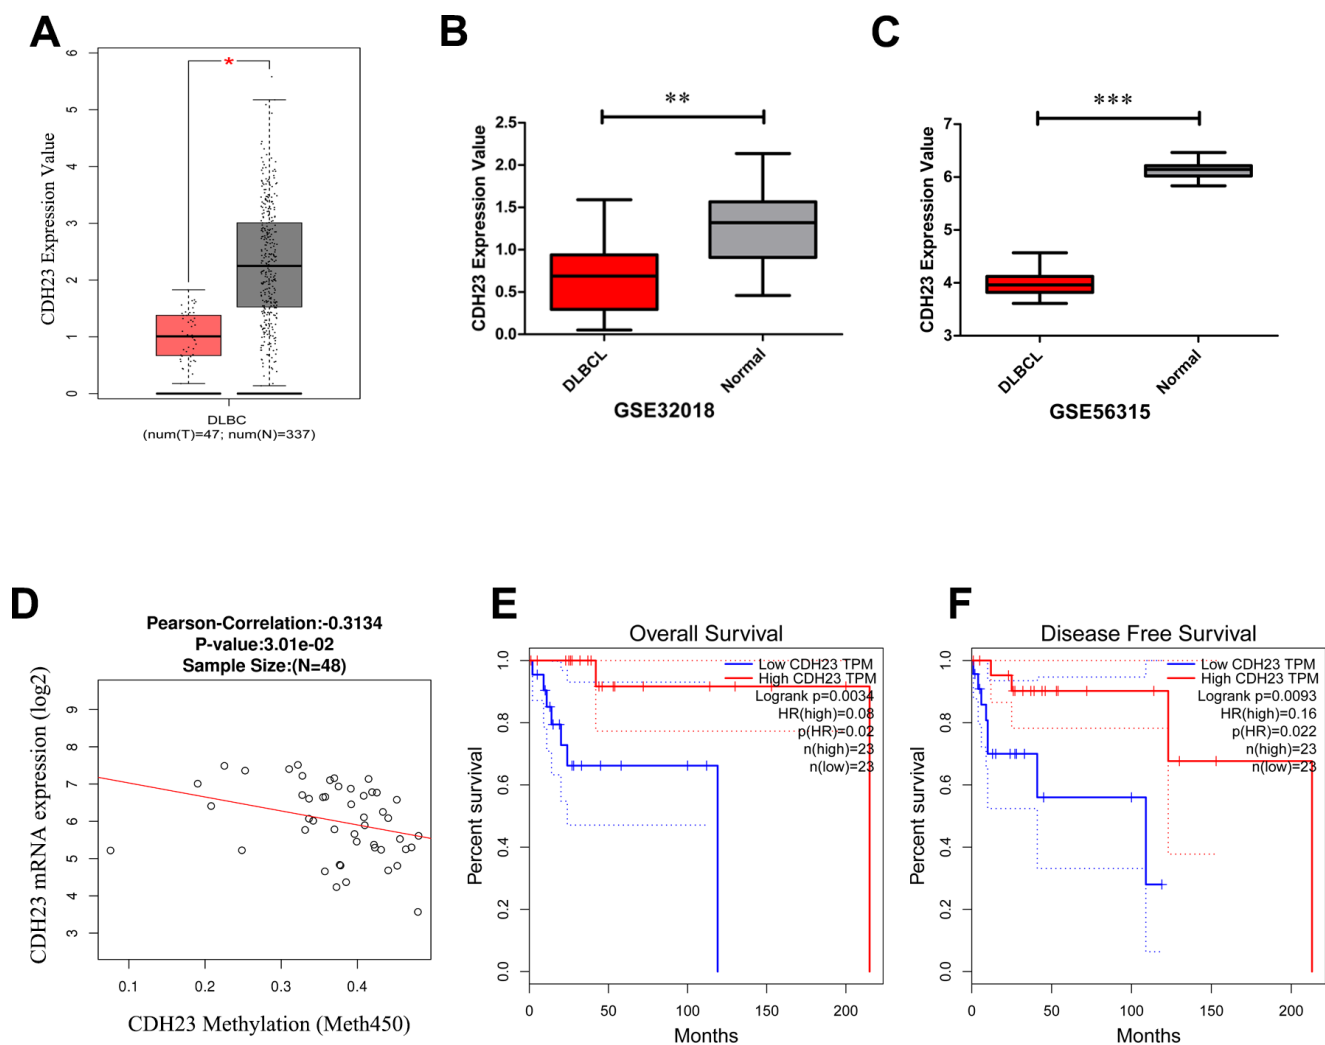 A
CDH23 Expression Value
6
5
4
3
2
1
0
*
DLBC
(num(T)=47; num(N)=337)
B
CDH23 Expression Value
2.5
2.0
1.5
1.0
0.5
0.0
**
DLBCL
Normal
GSE32018
C
CDH23 Expression Value
7
6
5
4
3
***
DLBCL
Normal
GSE56315
D
Pearson-Correlation:-0.3134
P-value:3.01e-02
Sample Size:(N=48)
CDH23 mRNA expression (log2)
9
8
7
6
5
4
3
0.1 0.2 0.3 0.4
CDH23 Methylation (Meth450)
E
Overall Survival
Percent survival
1.0
0.8
0.6
0.4
0.2
0.0
Low CDH23 TPM
High CDH23 TPM
Logrank p=0.0034
HR(high)=0.08
p(HR)=0.02
n(high)=23
n(low)=23
0 50 100 150 200
Months
F
Disease Free Survival
Percent survival
1.0
0.8
0.6
0.4
0.2
0.0
Low CDH23 TPM
High CDH23 TPM
Logrank p=0.0093
HR(high)=0.16
p(HR)=0.022
n(high)=23
n(low)=23
0 50 100 150 200
Months